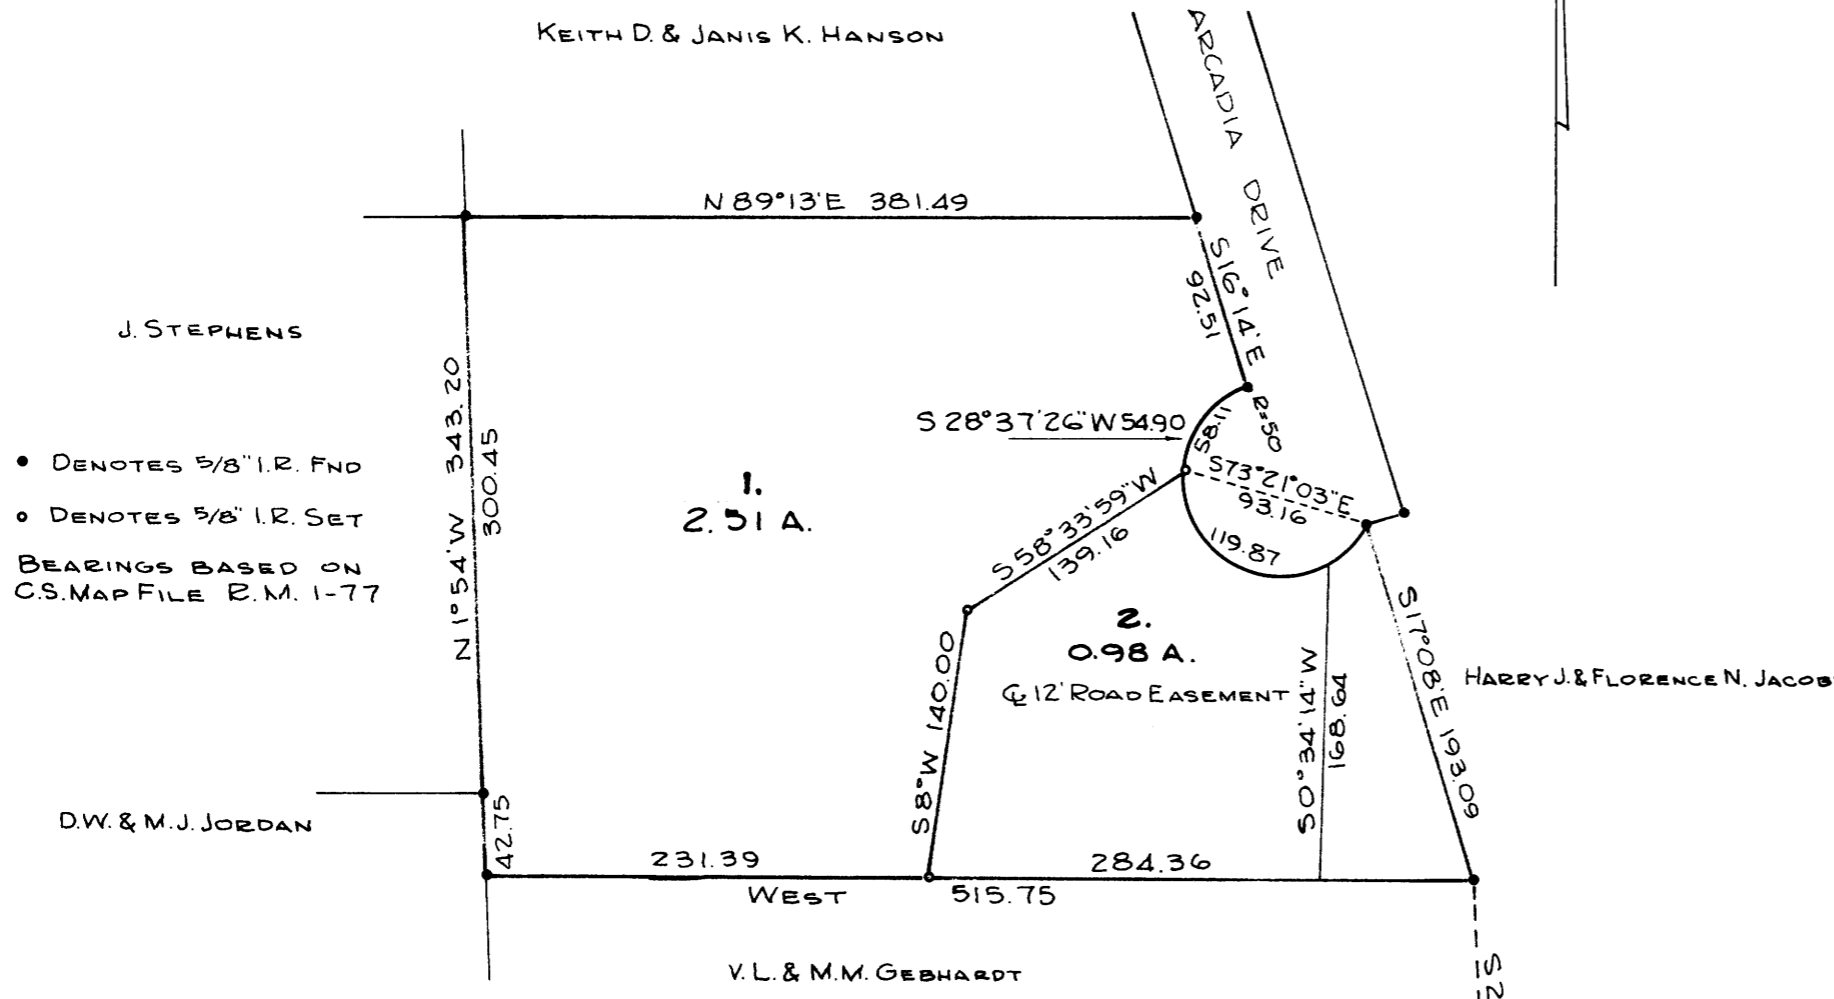 KEITH D. & JANIS K. HANSON
ARCADIA DRIVE
N 89°13'E 381.49
S16°14'E
92.51
J. STEPHENS
N 1°54'W 343.20
300.45
S 28°37'26"W 54.90
58.11
R=50
• DENOTES 5/8" I.R. FND
○ DENOTES 5/8" I.R. SET
BEARINGS BASED ON
C.S. MAP FILE R.M. 1-77
1.
2.51 A.
S73°21'03"E
93.16
119.87
S 58°33'59"W
139.16
2.
0.98 A.
℄ 12' ROAD EASEMENT
S 8°W 140.00
S 0°34'14"W
168.64
S17°08'E 193.09
HARRY J. & FLORENCE N. JACOB
D.W. & M.J. JORDAN
42.75
231.39
284.36
WEST 515.75
V.L. & M.M. GEBHARDT